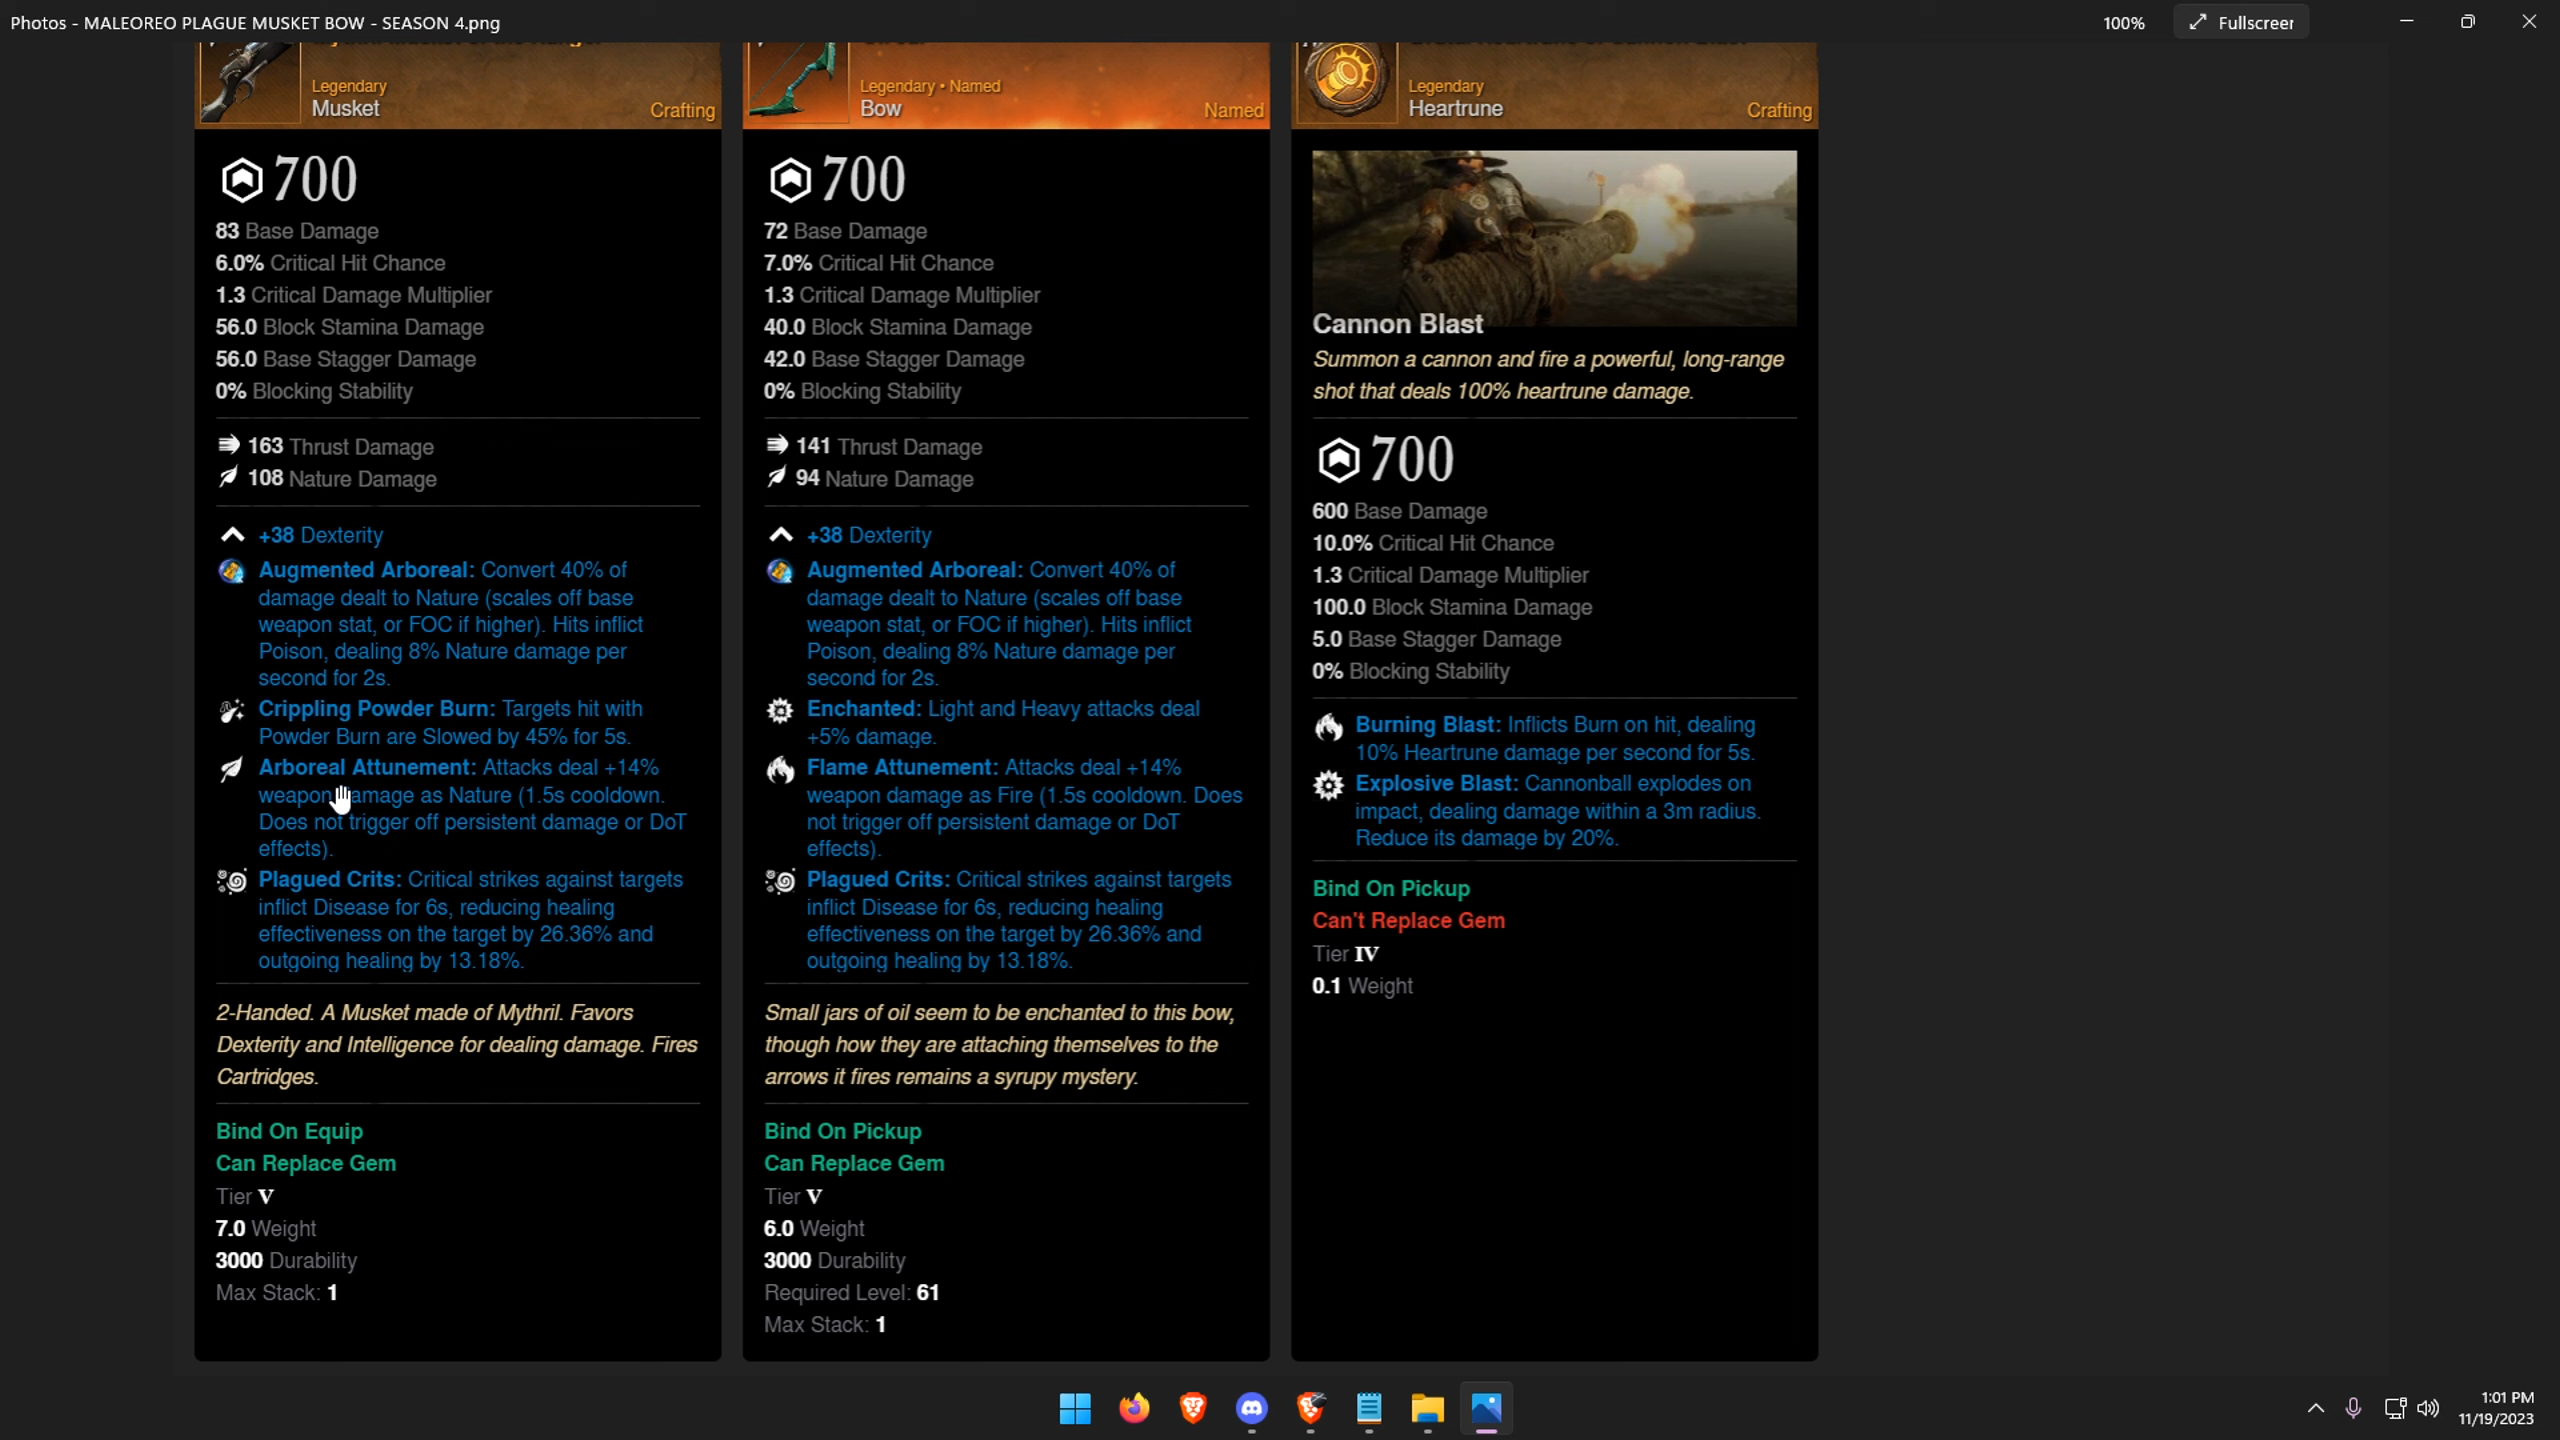 Photos - MALEOREO PLAGUE MUSKET BOW - SEASON 4.png
100%
Fullscreen
Legendary
Musket
Crafting
700
83 Base Damage
6.0% Critical Hit Chance
1.3 Critical Damage Multiplier
56.0 Block Stamina Damage
56.0 Base Stagger Damage
0% Blocking Stability
163 Thrust Damage
108 Nature Damage
+38 Dexterity
Augmented Arboreal: Convert 40% of
damage dealt to Nature (scales off base
weapon stat, or FOC if higher). Hits inflict
Poison, dealing 8% Nature damage per
second for 2s.
Crippling Powder Burn: Targets hit with
Powder Burn are Slowed by 45% for 5s.
Arboreal Attunement: Attacks deal +14%
weapon damage as Nature (1.5s cooldown.
Does not trigger off persistent damage or DoT
effects).
Plagued Crits: Critical strikes against targets
inflict Disease for 6s, reducing healing
effectiveness on the target by 26.36% and
outgoing healing by 13.18%.
2-Handed. A Musket made of Mythril. Favors
Dexterity and Intelligence for dealing damage. Fires
Cartridges.
Bind On Equip
Can Replace Gem
Tier V
7.0 Weight
3000 Durability
Max Stack: 1
Legendary • Named
Bow
Named
700
72 Base Damage
7.0% Critical Hit Chance
1.3 Critical Damage Multiplier
40.0 Block Stamina Damage
42.0 Base Stagger Damage
0% Blocking Stability
141 Thrust Damage
94 Nature Damage
+38 Dexterity
Augmented Arboreal: Convert 40% of
damage dealt to Nature (scales off base
weapon stat, or FOC if higher). Hits inflict
Poison, dealing 8% Nature damage per
second for 2s.
Enchanted: Light and Heavy attacks deal
+5% damage.
Flame Attunement: Attacks deal +14%
weapon damage as Fire (1.5s cooldown. Does
not trigger off persistent damage or DoT
effects).
Plagued Crits: Critical strikes against targets
inflict Disease for 6s, reducing healing
effectiveness on the target by 26.36% and
outgoing healing by 13.18%.
Small jars of oil seem to be enchanted to this bow,
though how they are attaching themselves to the
arrows it fires remains a syrupy mystery.
Bind On Pickup
Can Replace Gem
Tier V
6.0 Weight
3000 Durability
Required Level: 61
Max Stack: 1
Legendary
Heartrune
Crafting
Cannon Blast
Summon a cannon and fire a powerful, long-range
shot that deals 100% heartrune damage.
700
600 Base Damage
10.0% Critical Hit Chance
1.3 Critical Damage Multiplier
100.0 Block Stamina Damage
5.0 Base Stagger Damage
0% Blocking Stability
Burning Blast: Inflicts Burn on hit, dealing
10% Heartrune damage per second for 5s.
Explosive Blast: Cannonball explodes on
impact, dealing damage within a 3m radius.
Reduce its damage by 20%.
Bind On Pickup
Can't Replace Gem
Tier IV
0.1 Weight
1:01 PM
11/19/2023